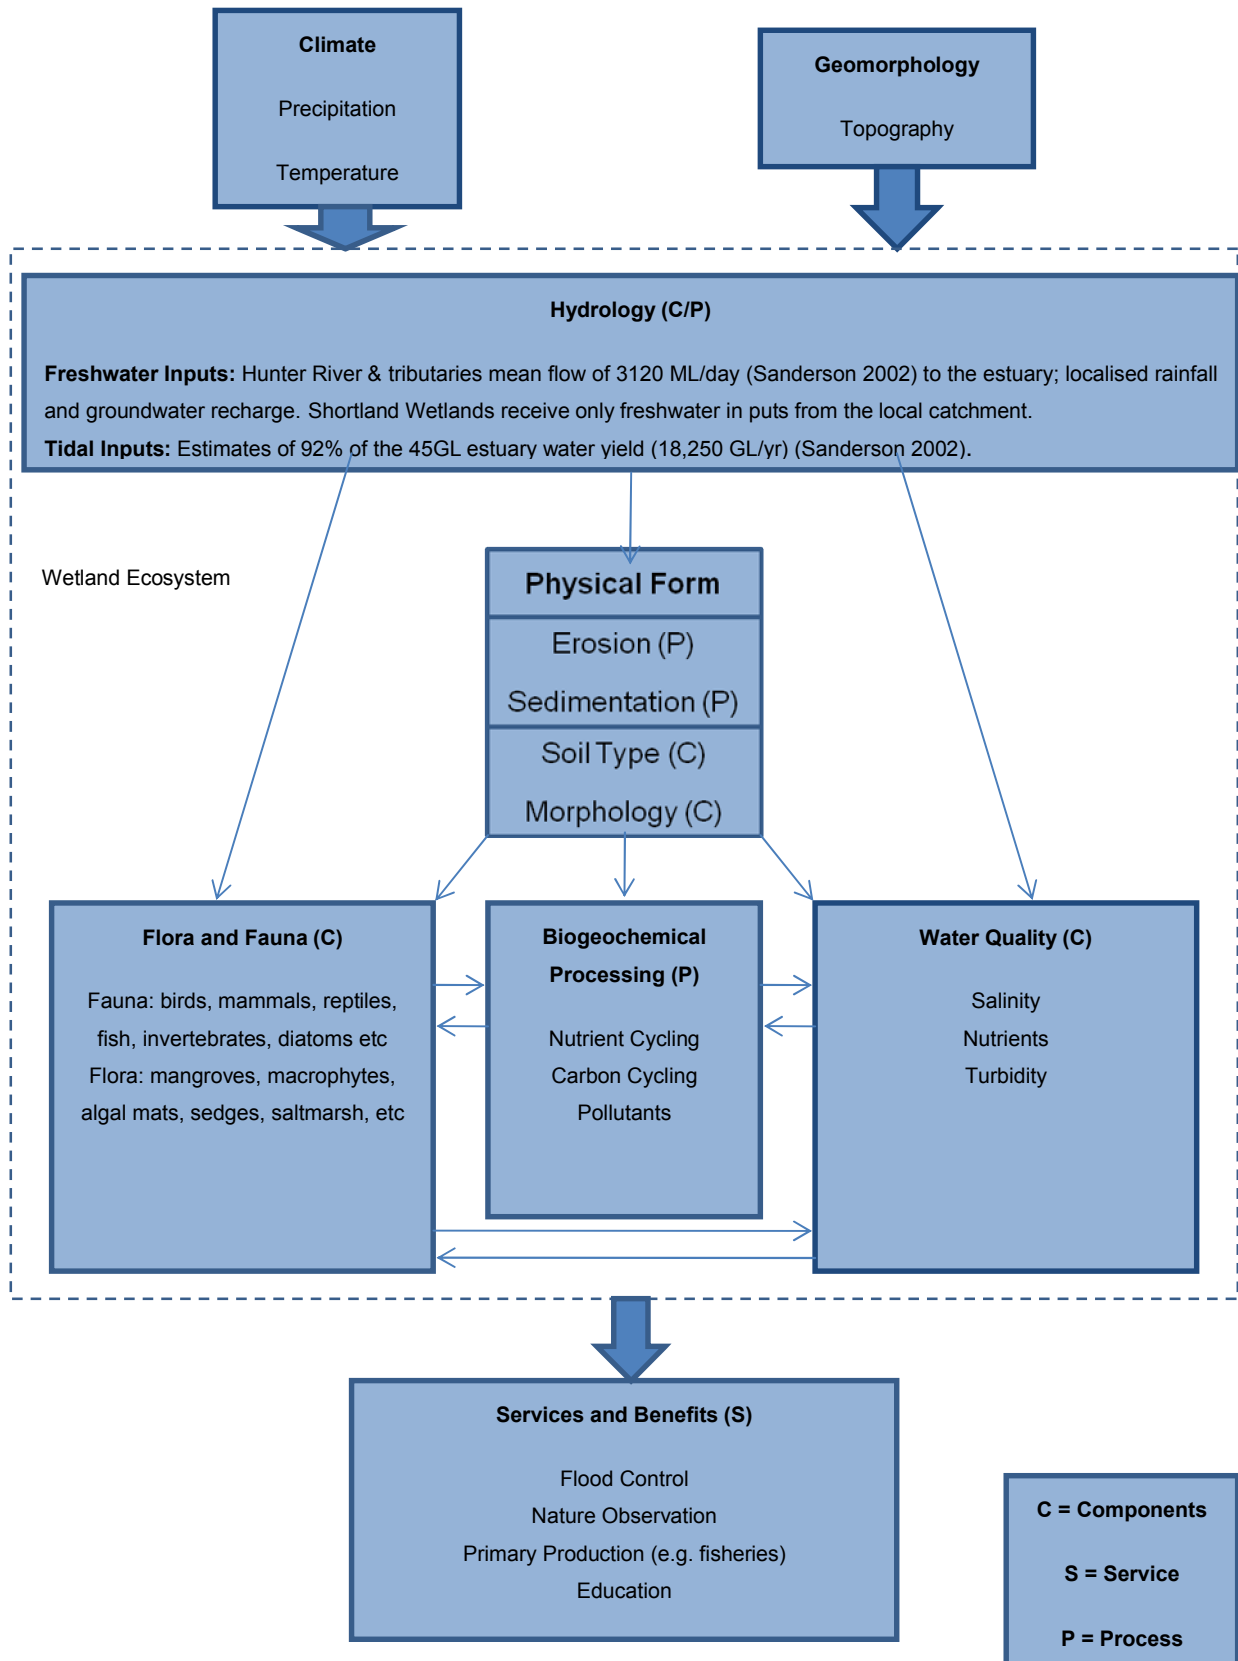 Climate
Precipitation
Temperature
Geomorphology
Topography
Hydrology (C/P)
Freshwater Inputs: Hunter River & tributaries mean flow of 3120 ML/day (Sanderson 2002) to the estuary; localised rainfall
and groundwater recharge. Shortland Wetlands receive only freshwater in puts from the local catchment.
Tidal Inputs: Estimates of 92% of the 45GL estuary water yield (18,250 GL/yr) (Sanderson 2002).
Wetland Ecosystem
Physical Form
Erosion (P)
Sedimentation (P)
Soil Type (C)
Morphology (C)
Flora and Fauna (C)
Fauna: birds, mammals, reptiles,
fish, invertebrates, diatoms etc
Flora: mangroves, macrophytes,
algal mats, sedges, saltmarsh, etc
Biogeochemical
Processing (P)
Nutrient Cycling
Carbon Cycling
Pollutants
Water Quality (C)
Salinity
Nutrients
Turbidity
Services and Benefits (S)
Flood Control
Nature Observation
Primary Production (e.g. fisheries)
Education
C = Components
S = Service
P = Process